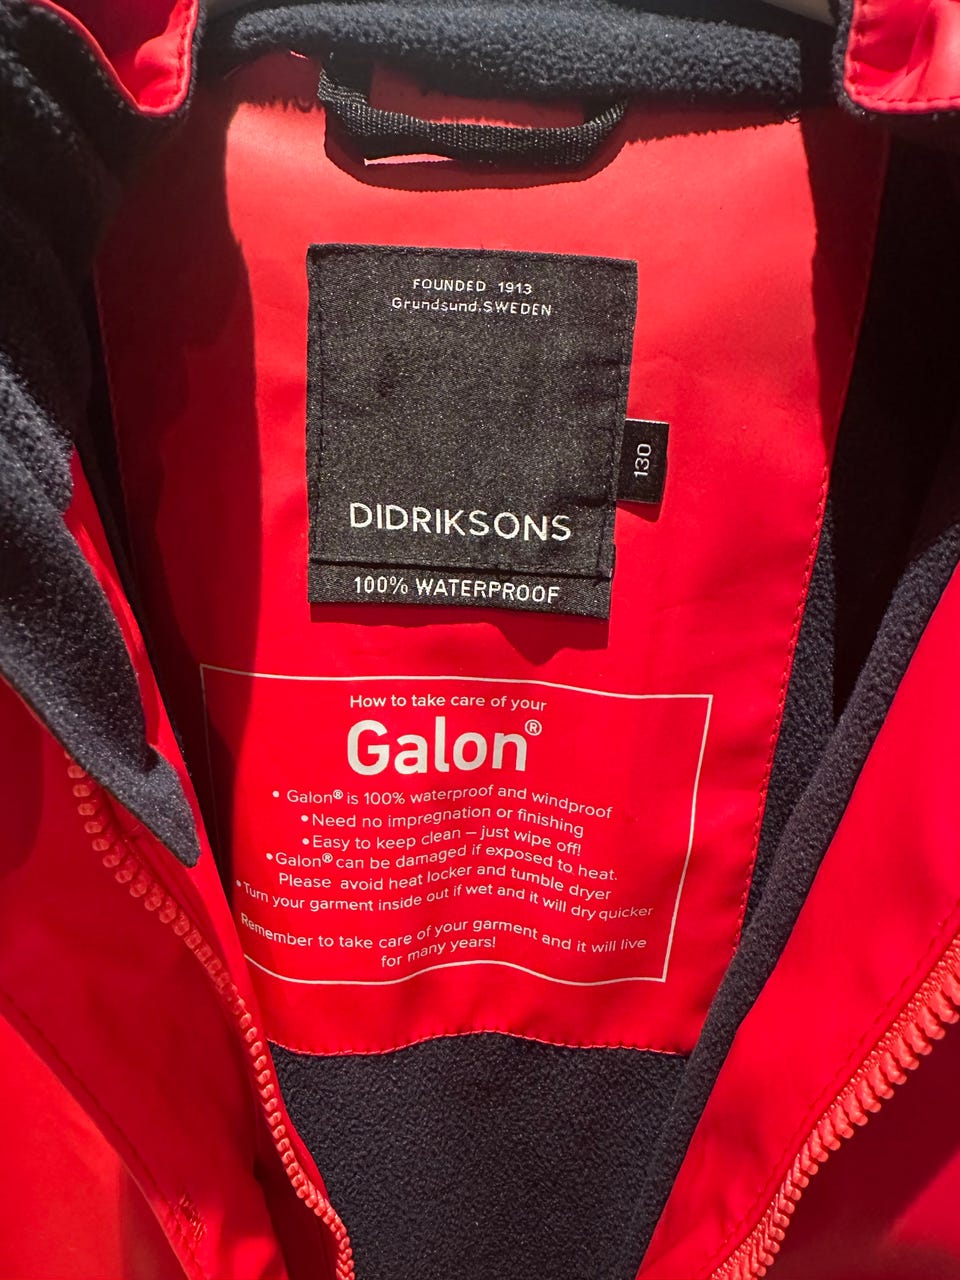 FOUNDED 1913
Grundsund, SWEDEN
130
DIDRIKSONS
100% WATERPROOF
How to take care of your
Galon®
• Galon® is 100% waterproof and windproof
• Need no impregnation or finishing
• Easy to keep clean – just wipe off!
• Galon® can be damaged if exposed to heat.
Please avoid heat locker and tumble dryer
• Turn your garment inside out if wet and it will dry quicker
Remember to take care of your garment and it will live
for many years!